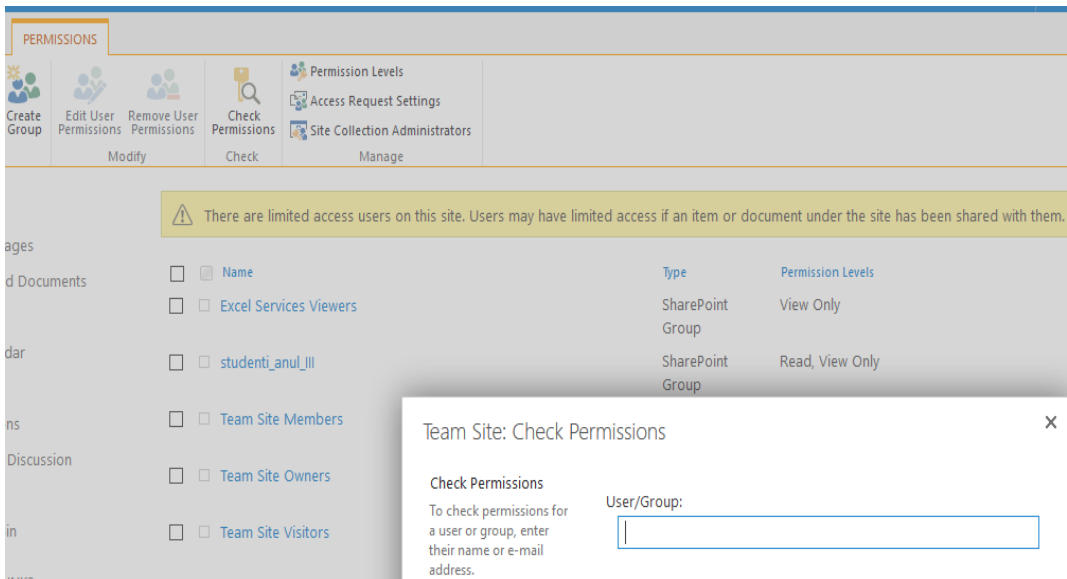 PERMISSIONS
Create Group
Edit User Permissions
Remove User Permissions
Check Permissions
Permission Levels
Access Request Settings
Site Collection Administrators
Modify
Check
Manage
There are limited access users on this site. Users may have limited access if an item or document under the site has been shared with them.
ages
d Documents
dar
ns
Discussion
in
Name
Type
Permission Levels
Excel Services Viewers
SharePoint
Group
View Only
studenti_anul_III
SharePoint
Group
Read, View Only
Team Site Members
Team Site Owners
Team Site Visitors
Team Site: Check Permissions
Check Permissions
To check permissions for
a user or group, enter
their name or e-mail
address.
User/Group: